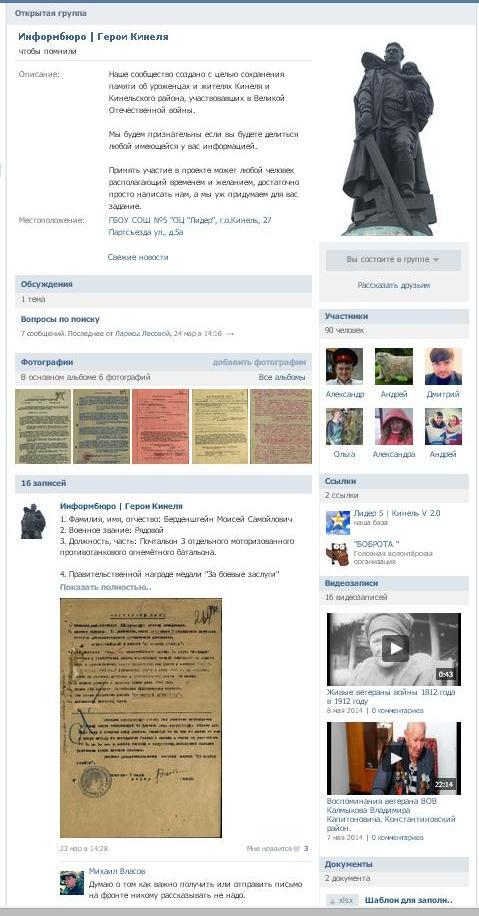 Открытая группа
Информбюро | Герои Кинеля
чтобы помнили
Описание:
Наше сообщество создано с целью сохранения
памяти об уроженцах и жителях Кинеля и
Кинельского района, участвовавших в Великой
Отечественной войны.
Мы будем признательны если вы будете делиться
любой имеющейся у вас информацией.
Принять участие в проекте может любой человек
располагающий временем и желанием, достаточно
просто написать нам, а мы уж придумаем для вас
задание.
Местоположение:
ГБОУ СОШ №5 "ОЦ "Лидер", г.о.Кинель, 27
Партсъезда ул., д.5а
Свежие новости
Обсуждения
1 тема
Вопросы по поиску
7 сообщений. Последнее от Ларисы Лесовой, 24 мар в 14:16 →
Фотографии
добавить фотографии
В основном альбоме 6 фотографий
Все альбомы
16 записей
Информбюро | Герои Кинеля
1. Фамилия, имя, отчество: Берденштейн Моисей Самойлович
2. Военное звание: Рядовой
3. Должность, часть: Почтальон 3 отдельного моторизованного
противотанкового огнемётного батальона.
4. Правительственной награде медали "За боевые заслуги"
Показать полностью..
23 мар в 14:28
Мне нравится 3
Михаил Власов
Думаю о том как важно получить или отправить письмо
на фронте никому рассказывать не надо.
Вы состоите в группе
Рассказать друзьям
Участники
90 человек
Александр
Андрей
Дмитрий
Ольга
Александра
Андрей
Ссылки
2 ссылки
Лидер 5 | Кинель V 2.0
наша база
"БОБРОТА "
Головная волонтёрская
организация
Видеозаписи
16 видеозаписей
0:43
Живые ветераны войны 1812 года
в 1912 году
8 мая 2014 | 0 комментариев
22:14
Воспоминания ветерана ВОВ
Калмыкова Владимира
Капитоновича. Константиновский
район.
7 мая 2014 | 0 комментариев
Документы
2 документа
xlsx
Шаблон для заполн..